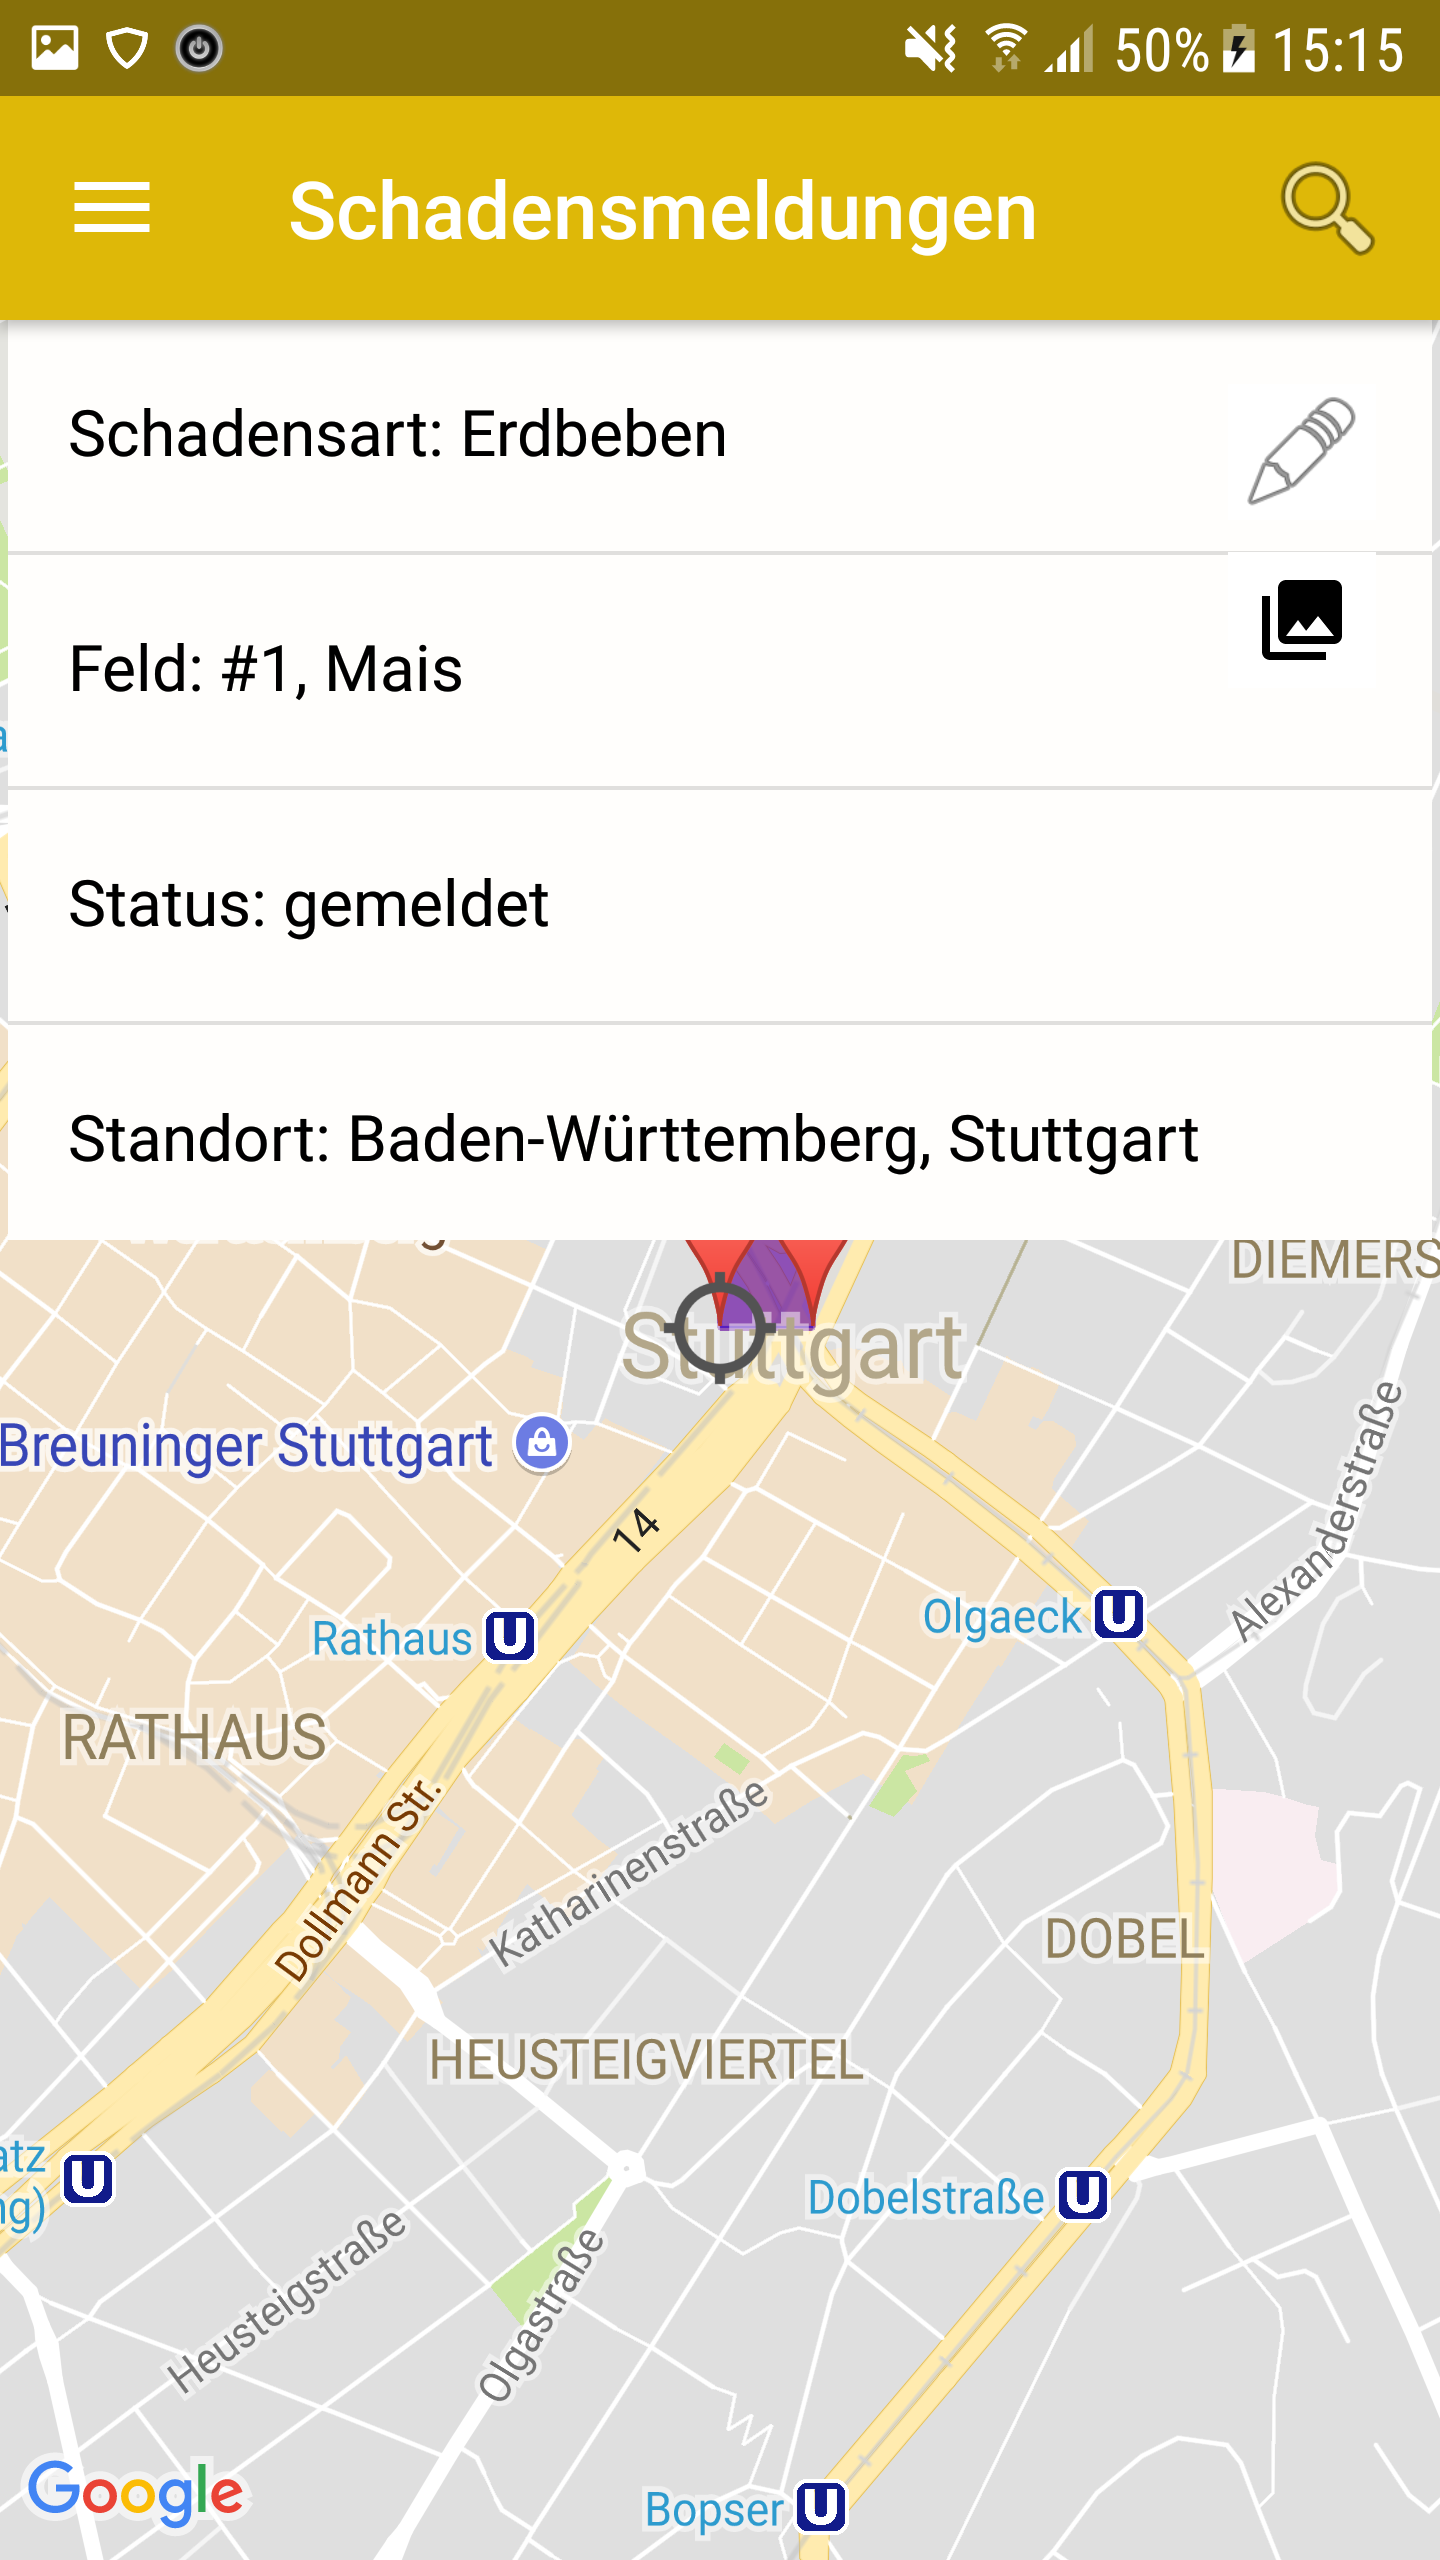 50% 15:15
Schadensmeldungen
Schadensart: Erdbeben
Feld: #1, Mais
Status: gemeldet
Standort: Baden-Württemberg, Stuttgart
DIEMERS
Stuttgart
Breuninger Stuttgart
Alexanderstraße
14
Olgaeck
Rathaus
RATHAUS
Dollmann Str.
Katharinenstraße
DOBEL
HEUSTEIGVIERTEL
atz
ng)
Dobelstraße
Heusteigstraße
Olgastraße
Google
Bopser